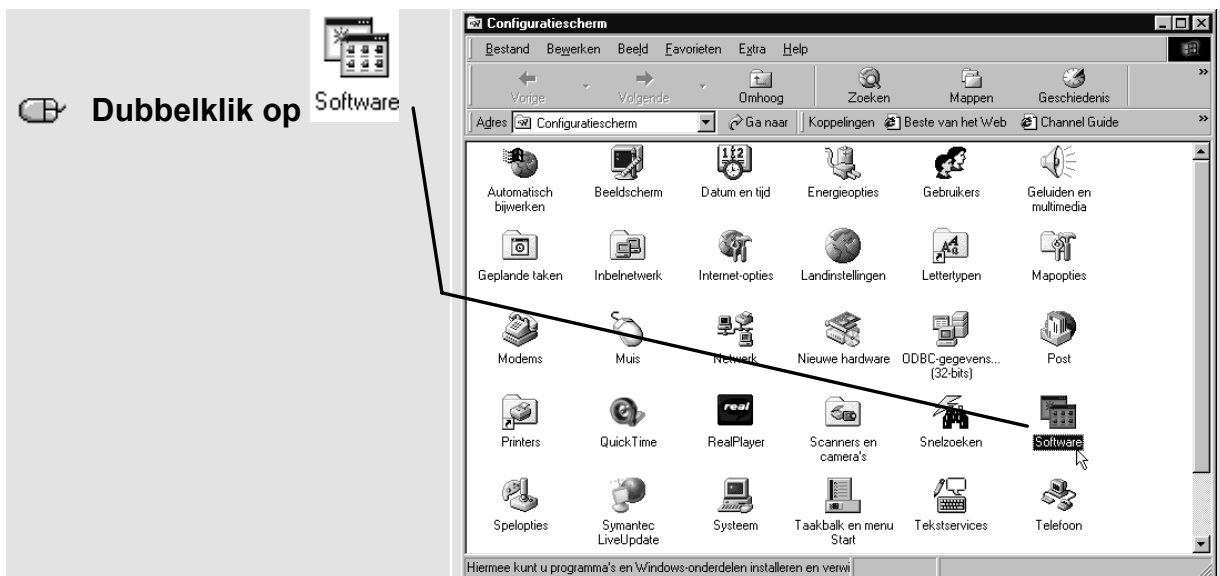 Dubbelklik op Software
Configuratiescherm
Bestand Bewerken Beeld Favorieten Extra Help
Vorige Volgende Omhoog Zoeken Mappen Geschiedenis »
Adres Configuratiescherm Ga naar Koppelingen Beste van het Web Channel Guide »
Automatisch bijwerken
Beeldscherm
Datum en tijd
Energieopties
Gebruikers
Geluiden en multimedia
Geplande taken
Inbelnetwerk
Internet-opties
Landinstellingen
Lettertypen
Mapopties
Modems
Muis
Netwerk
Nieuwe hardware
ODBC-gegevens...
(32-bits)
Post
Printers
QuickTime
real
RealPlayer
Scanners en
camera's
Snelzoeken
Software
Spelopties
Symantec
LiveUpdate
Systeem
Taakbalk en menu
Start
Tekstservices
Telefoon
Hiermee kunt u programma's en Windows-onderdelen installeren en verwi